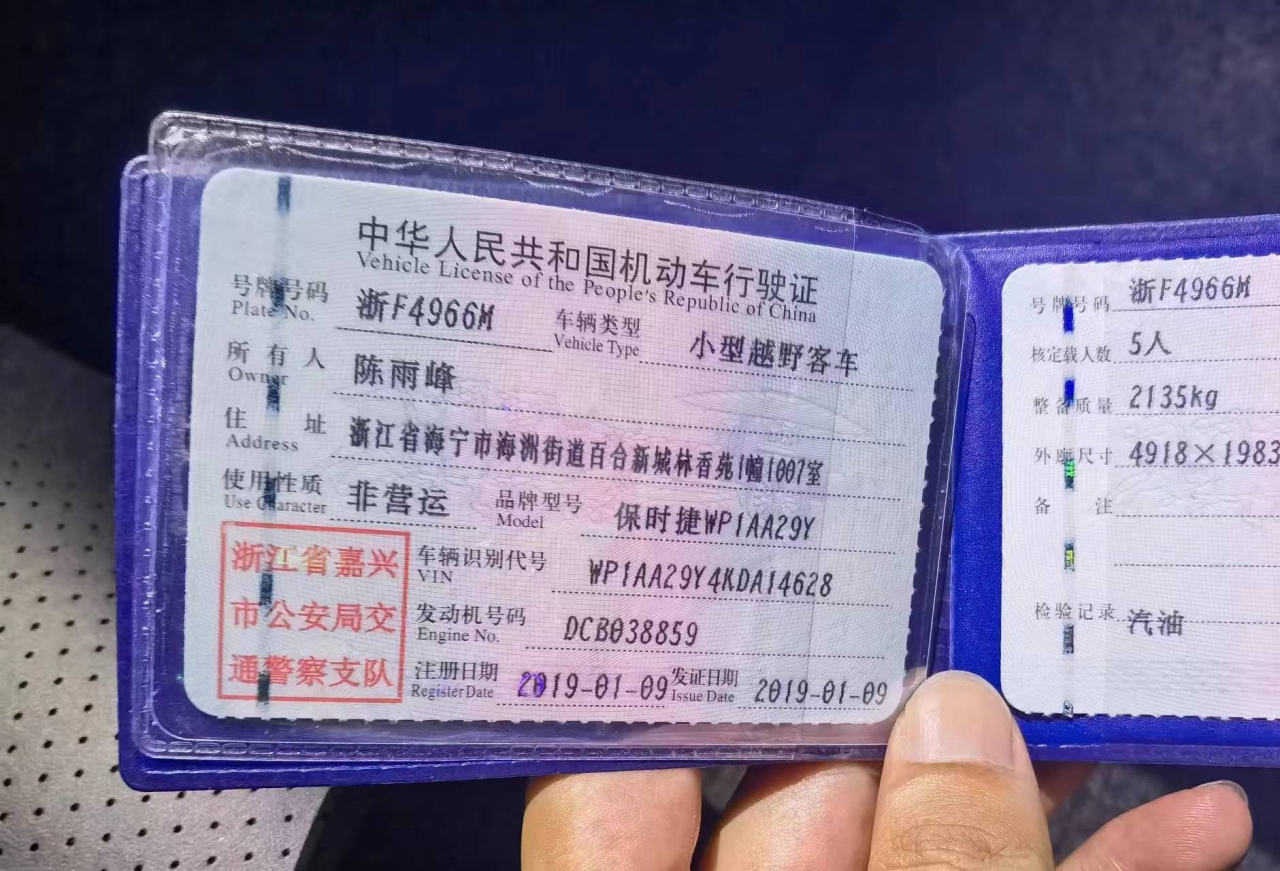 中华人民共和国机动车行驶证
Vehicle License of the People's Republic of China
号牌号码 浙F4966M 车辆类型 小型越野客车
Plate No. Vehicle Type
所有人 陈雨峰
Owner
住址 浙江省海宁市海洲街道百合新城林香苑1幢1007室
Address
使用性质 非营运 品牌型号 保时捷WP1AA29Y
Use Character Model
浙江省嘉兴
市公安局交
通警察支队
车辆识别代号 WP1AA29Y4KDA14628
VIN
发动机号码 DCB038859
Engine No.
注册日期 2019-01-09 发证日期 2019-01-09
Register Date Issue Date
号牌号码 浙F4966M
核定载人数 5人
整备质量 2135kg
外廓尺寸 4918×1983
备注
检验记录 汽油